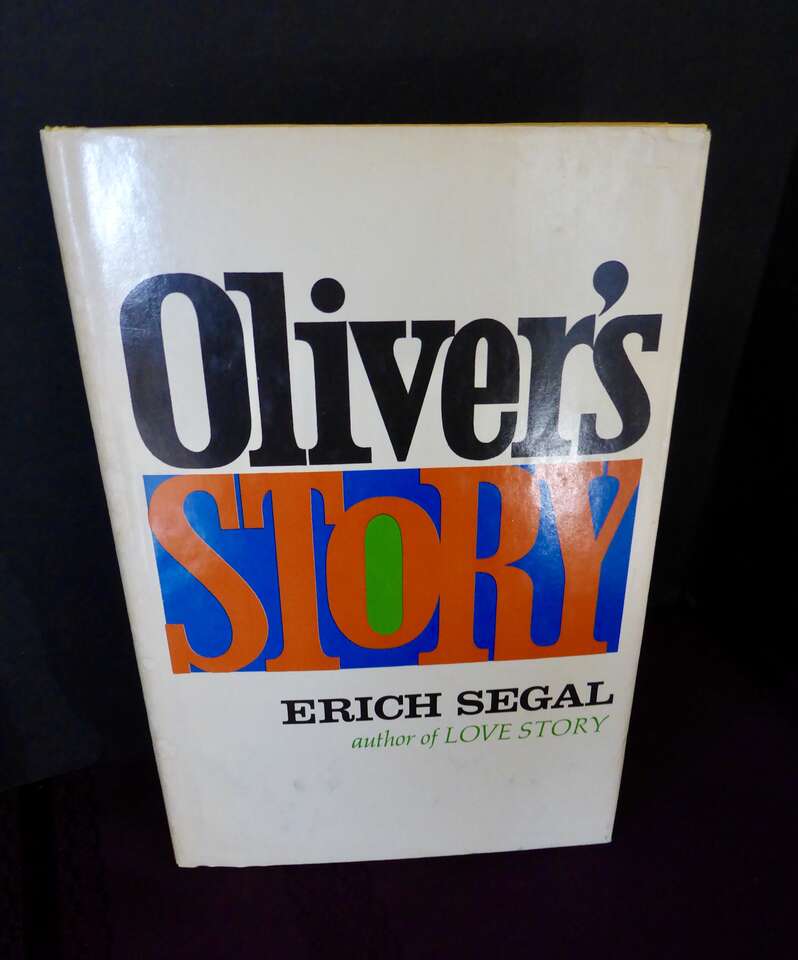 Oliver's
STORY
ERICH SEGAL
author of LOVE STORY